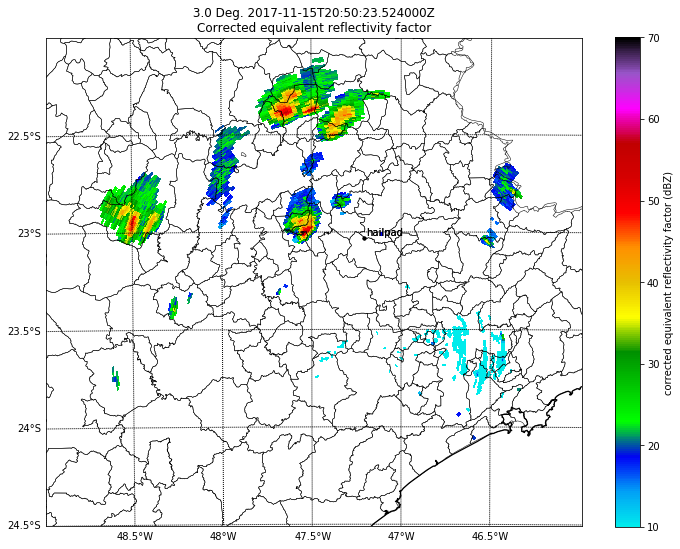 3.0 Deg. 2017-11-15T20:50:23.524000Z
Corrected equivalent reflectivity factor
22.5°S
23°S
23.5°S
24°S
24.5°S
48.5°W
48°W
47.5°W
47°W
46.5°W
hailpad
70
60
50
40
30
20
10
corrected equivalent reflectivity factor (dBZ)